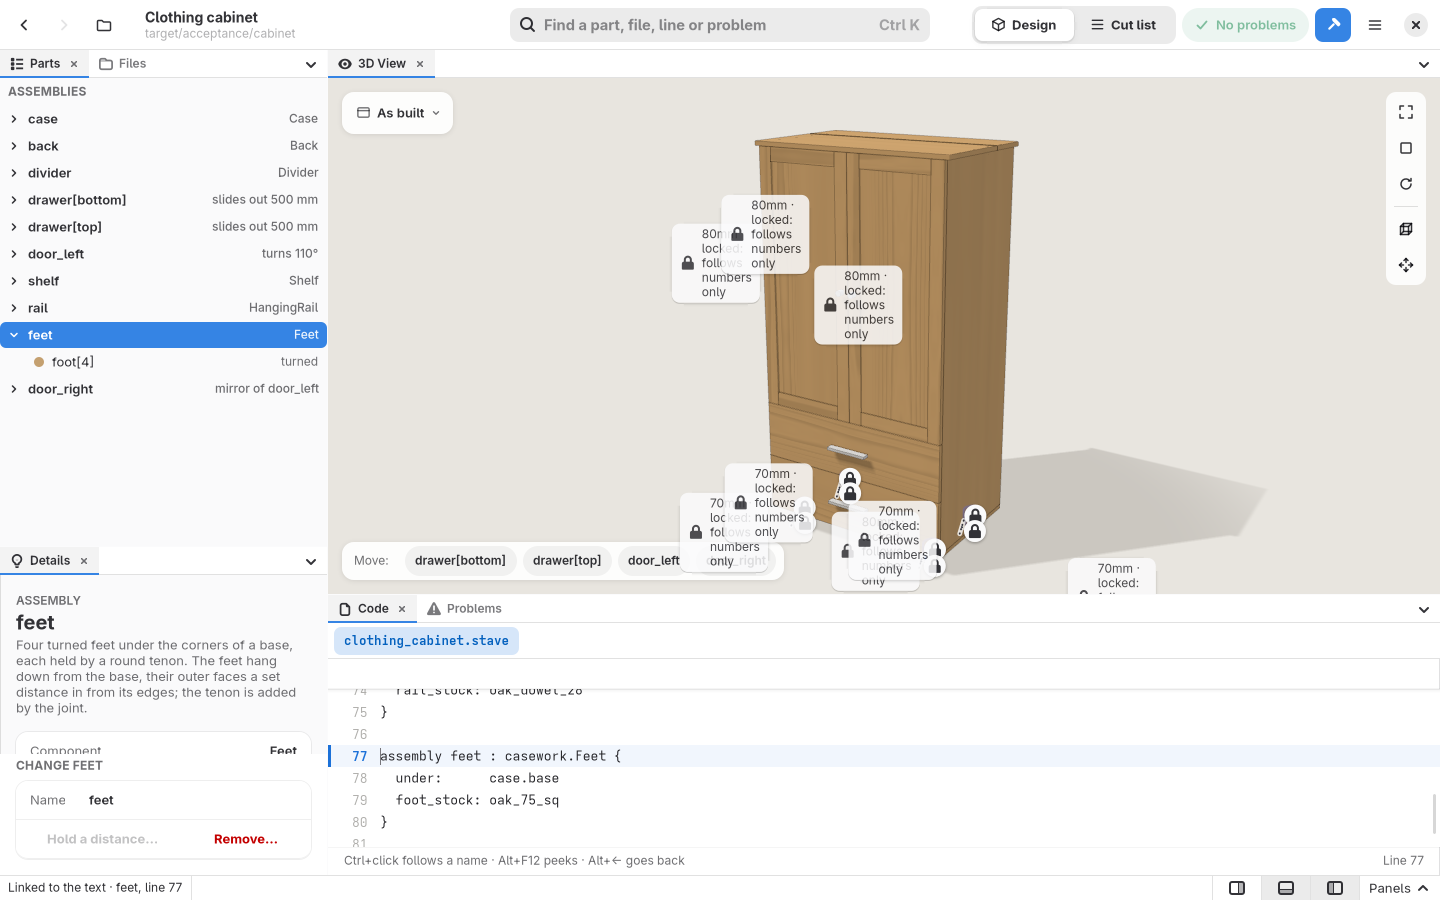 Clothing cabinet
target/acceptance/cabinet
Find a part, file, line or problem
Ctrl K
Design
Cut list
No problems
Parts
Files
3D View
ASSEMBLIES
case
Case
back
Back
divider
Divider
drawer[bottom]
slides out 500 mm
drawer[top]
slides out 500 mm
door_left
turns 110°
shelf
Shelf
rail
HangingRail
feet
Feet
foot[4]
turned
door_right
mirror of door_left
As built
80mm ·
locked:
follows
numbers
only
numbers
only
80mm ·
locked:
follows
numbers
only
70mm ·
locked:
follows
numbers
only
numbers
only
70mm ·
locked:
follows
numbers
only
only
70mm ·
locked:
Move:
drawer[bottom]
drawer[top]
door_left
Details
ASSEMBLY
feet
Four turned feet under the corners of a base,
each held by a round tenon. The feet hang
down from the base, their outer faces a set
distance in from its edges; the tenon is added
by the joint.
Component
Feet
CHANGE FEET
Name
feet
Hold a distance...
Remove...
Code
Problems
clothing_cabinet.stave
74 rail_stock: oak_dowel_28
75 }
76
77 assembly feet : casework.Feet {
78 under: case.base
79 foot_stock: oak_75_sq
80 }
81
Ctrl+click follows a name · Alt+F12 peeks · Alt+← goes back
Line 77
Linked to the text · feet, line 77
Panels